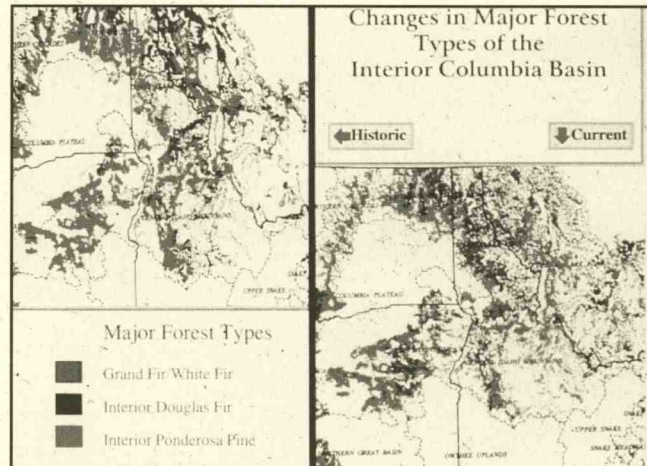 Changes in Major Forest
Types of the
Interior Columbia Basin
Historic
Current
COLUMBIA PLATEAU
UPPER SNAKE
Major Forest Types
Grand Fir White Fir
Interior Douglas Fir
Interior Ponderosa Pine
COLUMBIA PLATEAU
UPPER SNAKE
SNAKE
OWYHEE UPLANDS